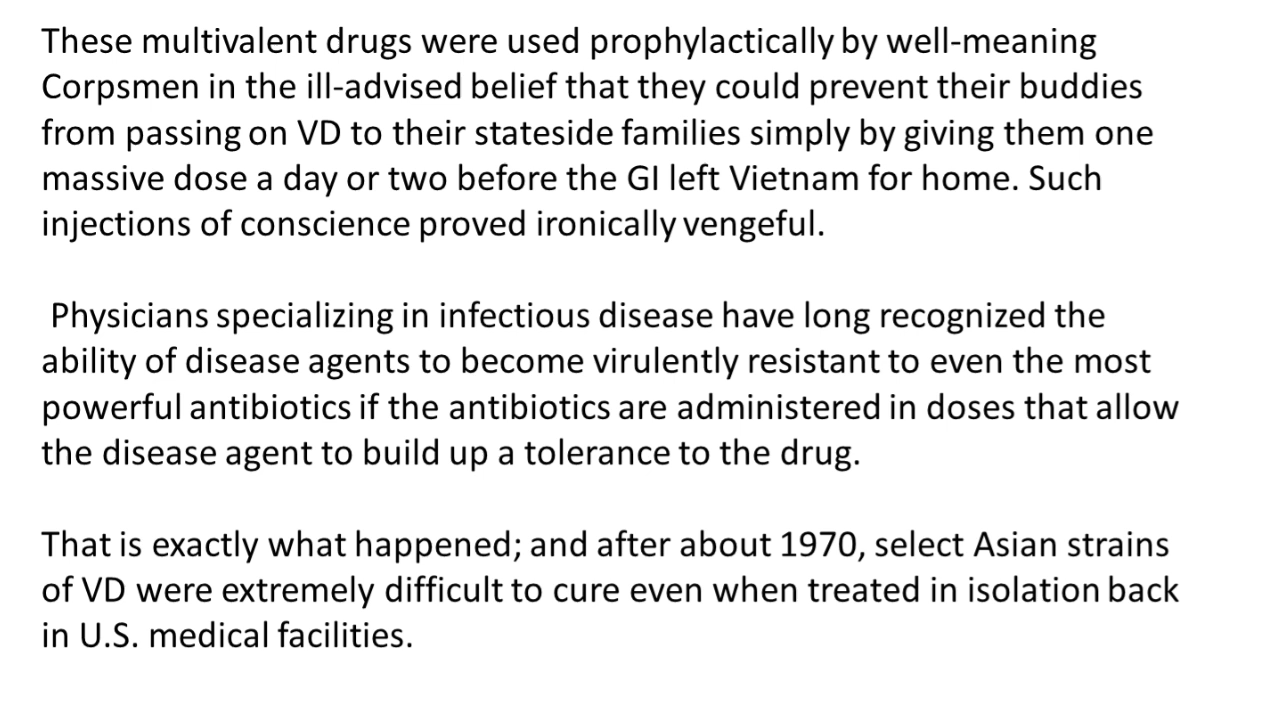 These multivalent drugs were used prophylactically by well-meaning
Corpsmen in the ill-advised belief that they could prevent their buddies
from passing on VD to their stateside families simply by giving them one
massive dose a day or two before the GI left Vietnam for home. Such
injections of conscience proved ironically vengeful.
Physicians specializing in infectious disease have long recognized the
ability of disease agents to become virulently resistant to even the most
powerful antibiotics if the antibiotics are administered in doses that allow
the disease agent to build up a tolerance to the drug.
That is exactly what happened; and after about 1970, select Asian strains
of VD were extremely difficult to cure even when treated in isolation back
in U.S. medical facilities.